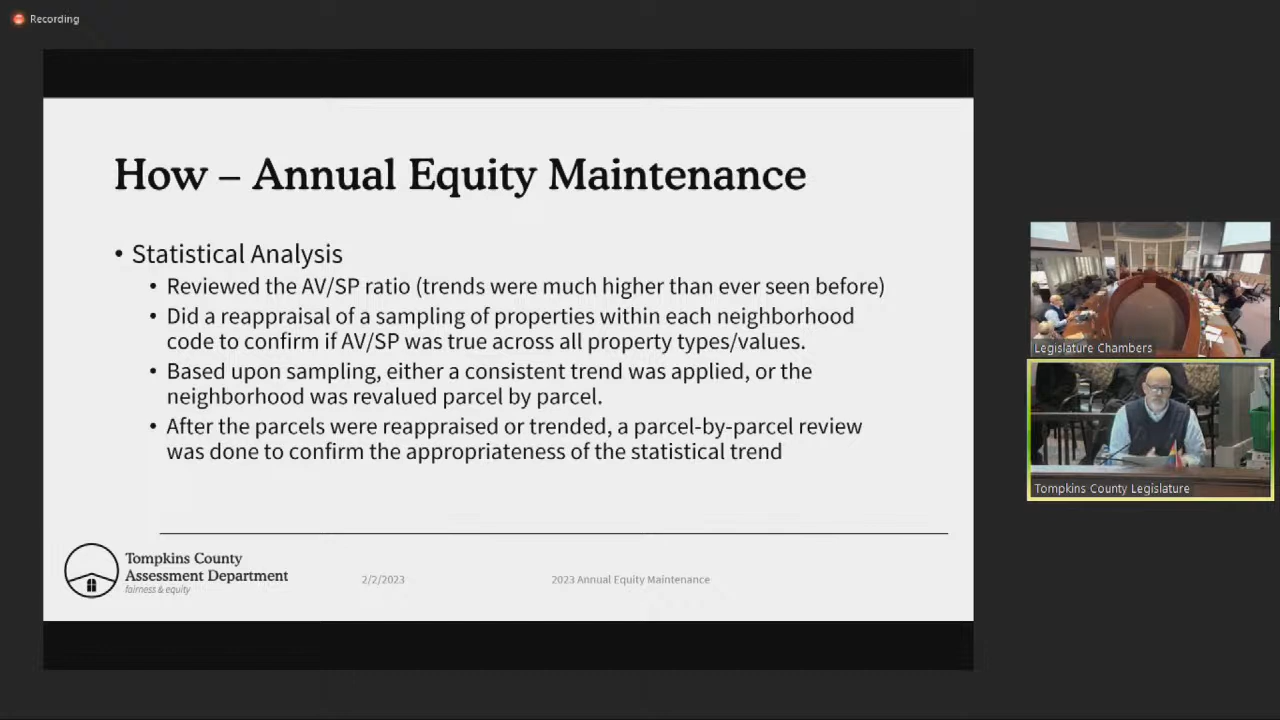 Recording
How – Annual Equity Maintenance
• Statistical Analysis
• Reviewed the AV/SP ratio (trends were much higher than ever seen before)
• Did a reappraisal of a sampling of properties within each neighborhood
code to confirm if AV/SP was true across all property types/values.
• Based upon sampling, either a consistent trend was applied, or the
neighborhood was revalued parcel by parcel.
• After the parcels were reappraised or trended, a parcel-by-parcel review
was done to confirm the appropriateness of the statistical trend
Tompkins County
Assessment Department
fairness & equity
2/2/2023
2023 Annual Equity Maintenance
Legislature Chambers
Tompkins County Legislature